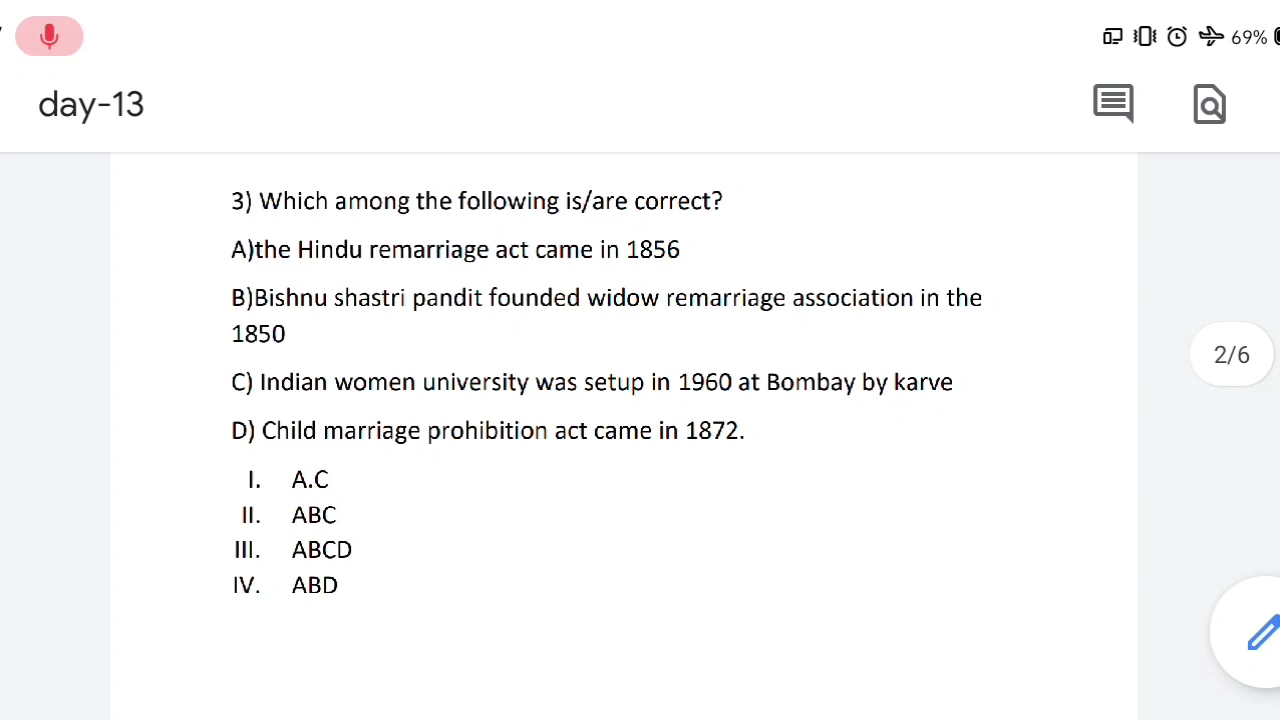 69%
day-13
3) Which among the following is/are correct?
A)the Hindu remarriage act came in 1856
B)Bishnu shastri pandit founded widow remarriage association in the
1850
2/6
C) Indian women university was setup in 1960 at Bombay by karve
D) Child marriage prohibition act came in 1872.
I. A.C
II. ABC
III. ABCD
IV. ABD